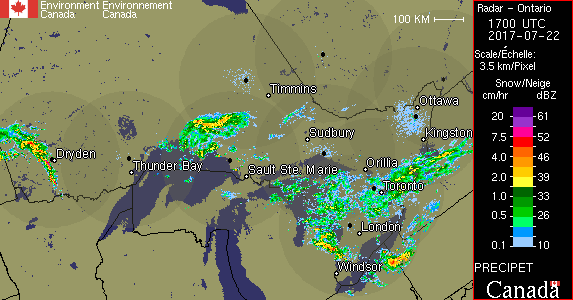 Environment Environnement
Canada Canada
100 KM
Timmins
Ottawa
Sudbury
Kingston
Dryden
Thunder Bay
Sault Ste. Marie
Orillia
Toronto
London
Windsor
Radar - Ontario
1700 UTC
2017-07-22
Scale/Échelle:
3.5 km/Pixel
Snow/Neige
cm/hr dBZ
20 61
7.5 52
4.0 46
2.0 39
1.0 33
0.5 26
0.1 10
PRECIPET
Canada